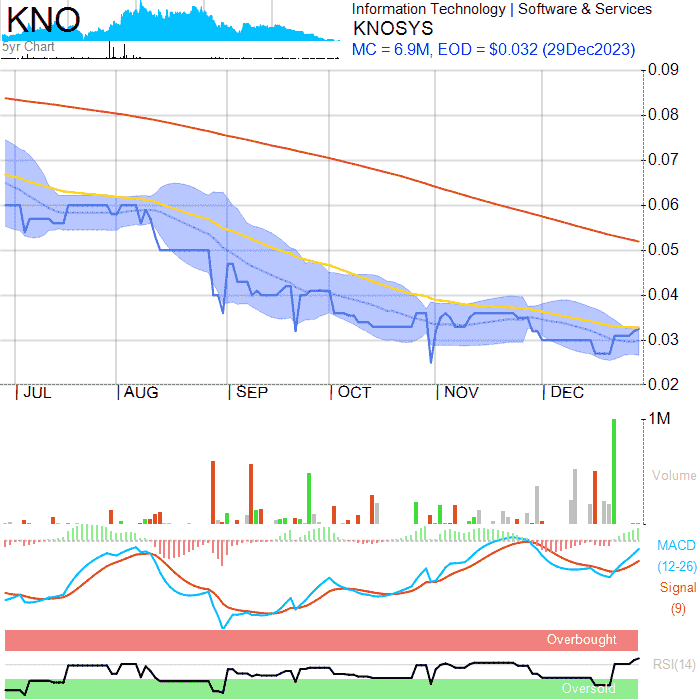 KNO
5yr Chart
Information Technology | Software & Services
KNOSYS
MC = 6.9M, EOD = $0.032 (29Dec2023)
0.09
0.08
0.07
0.06
0.05
0.04
0.03
0.02
|JUL |AUG |SEP |OCT |NOV |DEC
1M
Volume
MACD
(12-26)
Signal
(9)
Overbought
RSI(14)
Oversold